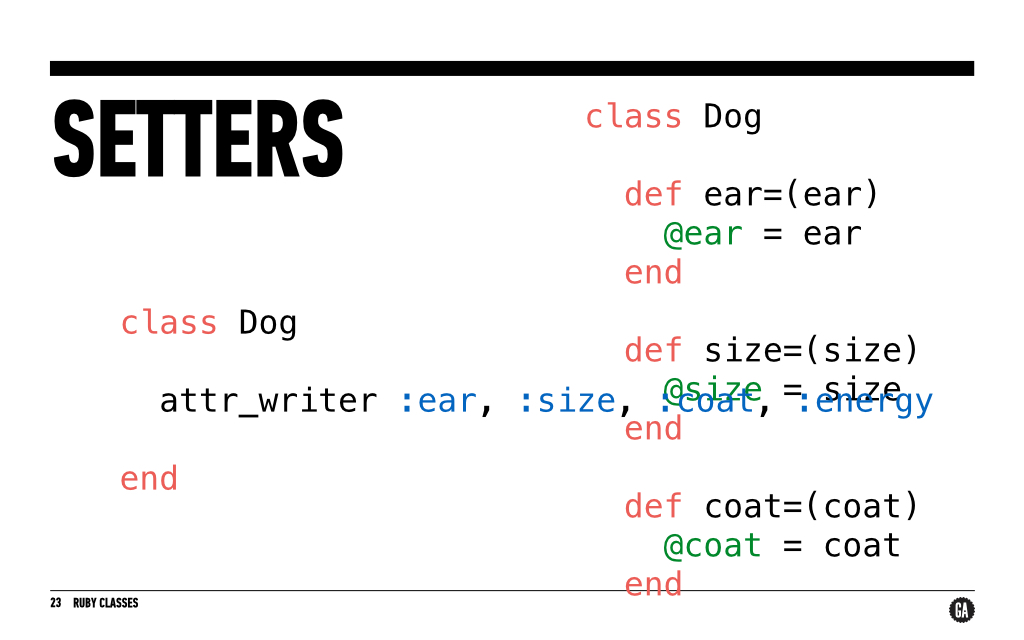 SETTERS
class Dog
attr_writer :ear, :size, :coat, :energy
end
class Dog
def ear=(ear)
@ear = ear
end
def size=(size)
@size = size
end
def coat=(coat)
@coat = coat
end
23 RUBY CLASSES
GA